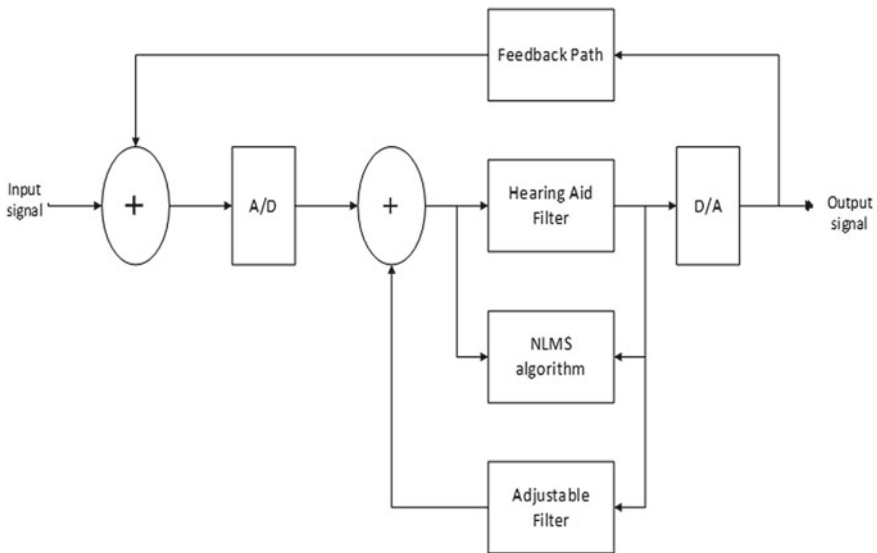 Feedback Path
Input
signal
+
A/D
+
Hearing Aid
Filter
D/A
Output
signal
NLMS
algorithm
Adjustable
Filter